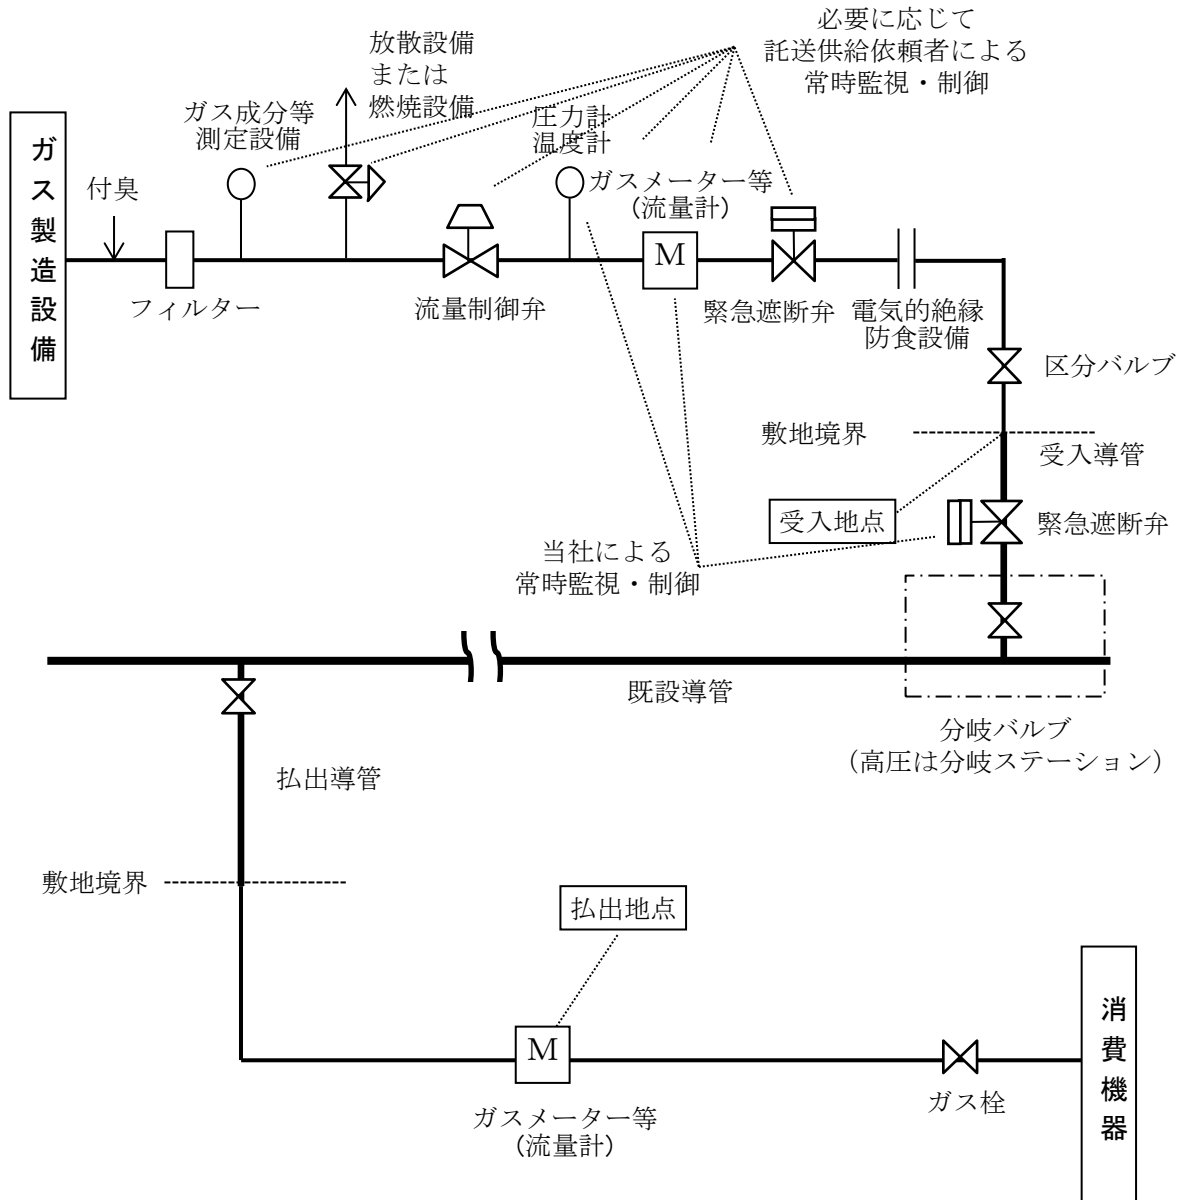 必要に応じて
託送供給依頼者による
常時監視・制御
放散設備
または
燃焼設備
ガス成分等
測定設備
圧力計
温度計
ガス製造設備
付臭
ガスメーター等
(流量計)
M
フィルター
流量制御弁
緊急遮断弁
電気的絶縁
防食設備
区分バルブ
敷地境界
受入導管
受入地点
緊急遮断弁
当社による
常時監視・制御
既設導管
分岐バルブ
（高圧は分岐ステーション）
払出導管
敷地境界
払出地点
消費機器
M
ガス栓
ガスメーター等
(流量計)